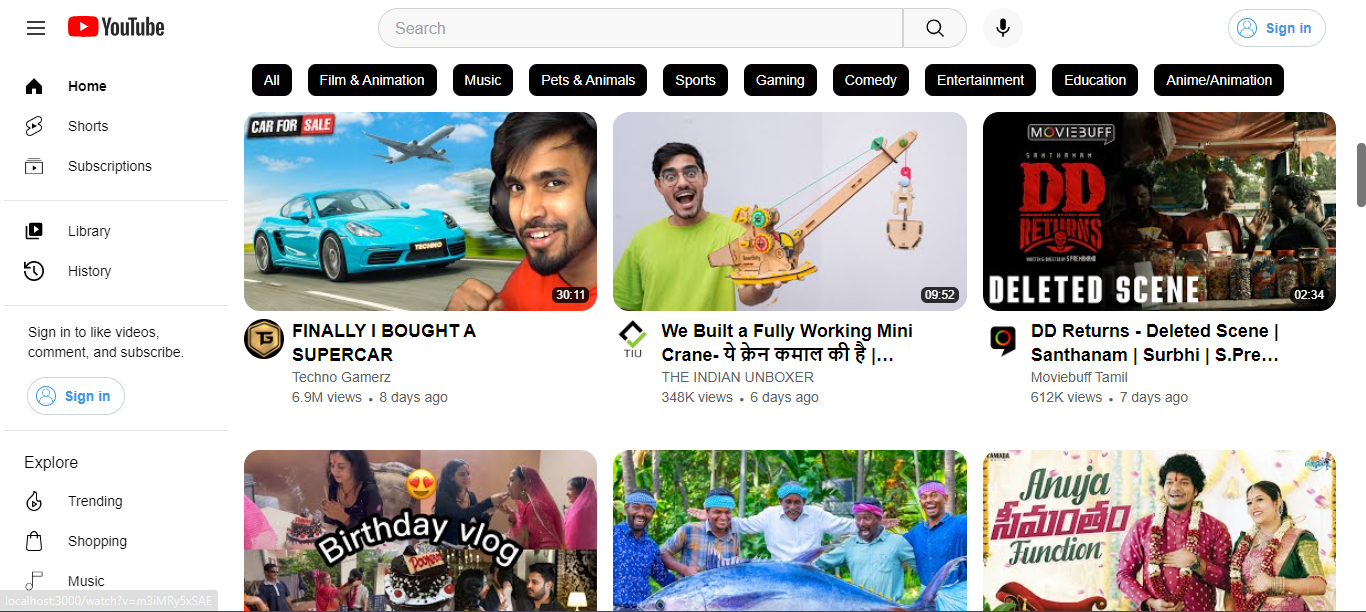 YouTube
Search
Sign in
Home
Shorts
Subscriptions
Library
History
Sign in to like videos,
comment, and subscribe.
Sign in
Explore
Trending
Shopping
Music
localhost:3000/watch?v=m3iMRy5xSAE
All
Film & Animation
Music
Pets & Animals
Sports
Gaming
Comedy
Entertainment
Education
Anime/Animation
CAR FOR SALE
TECHNO
30:11
FINALLY I BOUGHT A
SUPERCAR
Techno Gamerz
6.9M views • 8 days ago
09:52
TIU
We Built a Fully Working Mini
Crane- ये क्रेन कमाल की है |...
THE INDIAN UNBOXER
348K views • 6 days ago
MOVIEBUFF
SANTHANAM
DD
RETURNS
DELETED SCENE
02:34
DD Returns - Deleted Scene |
Santhanam | Surbhi | S.Pre...
Moviebuff Tamil
612K views • 7 days ago
Birthday vlog
Anuja
సీమంతం
Function